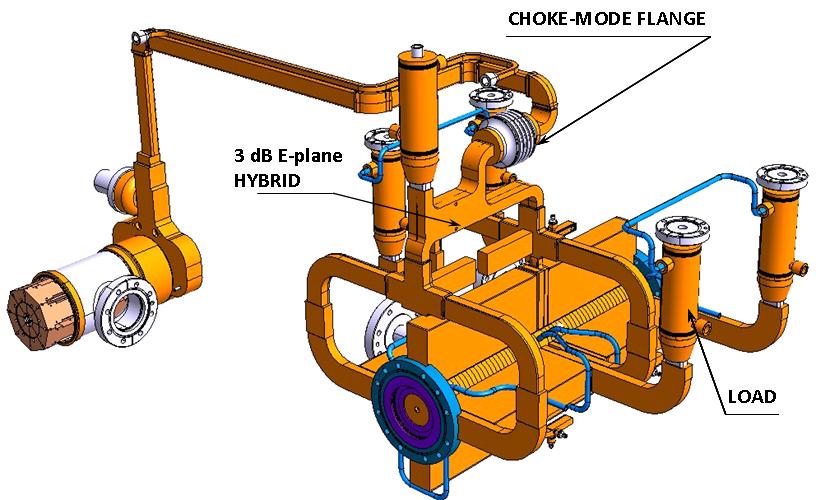 CHOKE-MODE FLANGE
3 dB E-plane
HYBRID
LOAD